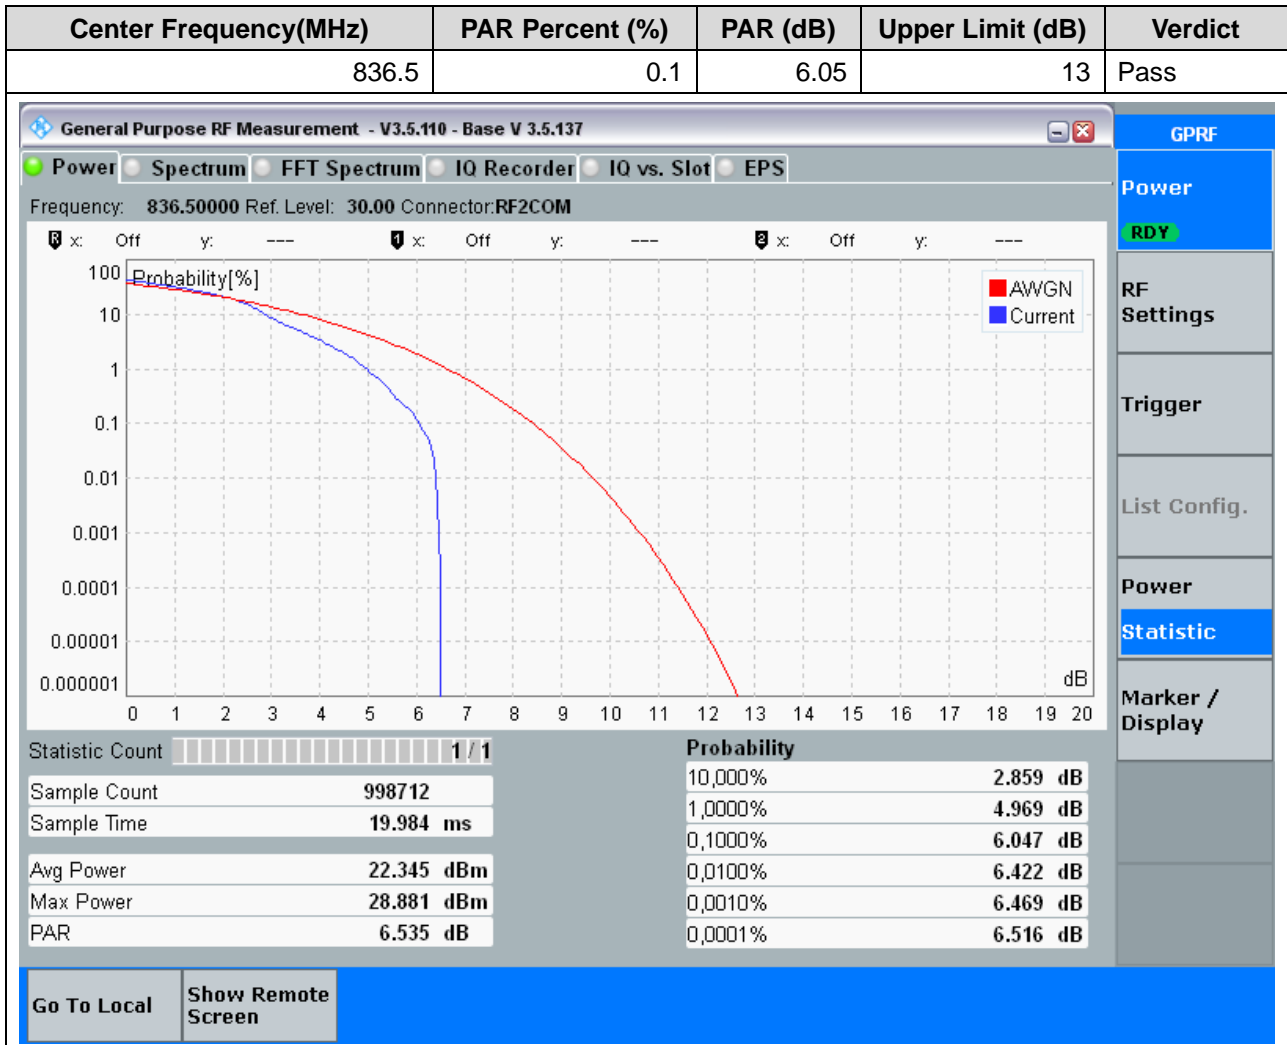 Center Frequency(MHz) PAR Percent (%) PAR (dB) Upper Limit (dB) Verdict
836.5 0.1 6.05 13 Pass
General Purpose RF Measurement - V3.5.110 - Base V 3.5.137
Power Spectrum FFT Spectrum IQ Recorder IQ vs. Slot EPS
Frequency: 836.50000 Ref. Level: 30.00 Connector:RF2COM
R x: Off y: --- 1 x: Off y: --- 2 x: Off y: ---
Probability[%]
100
10
1
0.1
0.01
0.001
0.0001
0.00001
0.000001
AWGN
Current
dB
0 1 2 3 4 5 6 7 8 9 10 11 12 13 14 15 16 17 18 19 20
Statistic Count 1 / 1
Sample Count 998712
Sample Time 19.984 ms
Avg Power 22.345 dBm
Max Power 28.881 dBm
PAR 6.535 dB
Probability
10,000% 2.859 dB
1,0000% 4.969 dB
0,1000% 6.047 dB
0,0100% 6.422 dB
0,0010% 6.469 dB
0,0001% 6.516 dB
GPRF
Power
RDY
RF
Settings
Trigger
List Config.
Power
Statistic
Marker /
Display
Go To Local
Show Remote
Screen